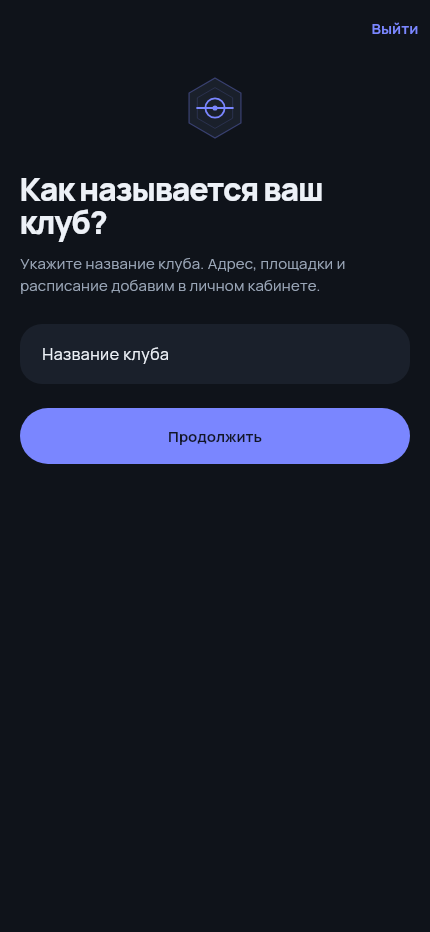 Выйти
Как называется ваш
клуб?
Укажите название клуба. Адрес, площадки и
расписание добавим в личном кабинете.
Название клуба
Продолжить